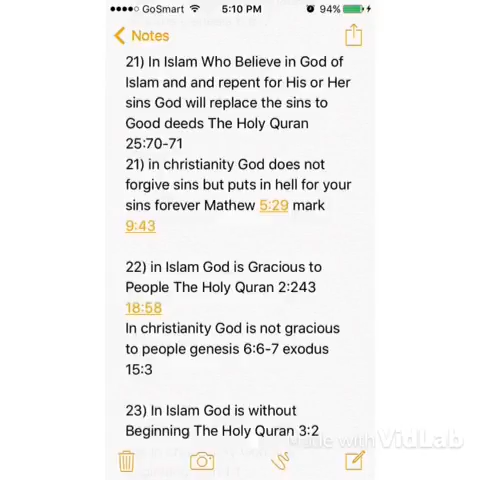 GoSmart 5:10 PM 94%
Notes
21) In Islam Who Believe in God of
Islam and and repent for His or Her
sins God will replace the sins to
Good deeds The Holy Quran
25:70-71
21) in christianity God does not
forgive sins but puts in hell for your
sins forever Mathew 5:29 mark
9:43
22) in Islam God is Gracious to
People The Holy Quran 2:243
18:58
In christianity God is not gracious
to people genesis 6:6-7 exodus
15:3
23) In Islam God is without
Beginning The Holy Quran 3:2
Made with VidLab